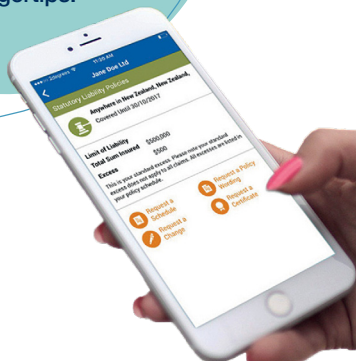 gertips.
2degrees
11:20 AM
Jane Doe Ltd
Statutory Liability Policies
Anywhere in New Zealand, New Zealand,
Covered Until 30/10/2017
Limit of Liability
Total Sum Insured $500,000
Excess $500
This is your standard excess. Please note your standard
excess does not apply to all claims. All excesses are listed in
your policy schedule.
Request a
Schedule
Request a Policy
Wording
Request a
Change
Request a
Certificate